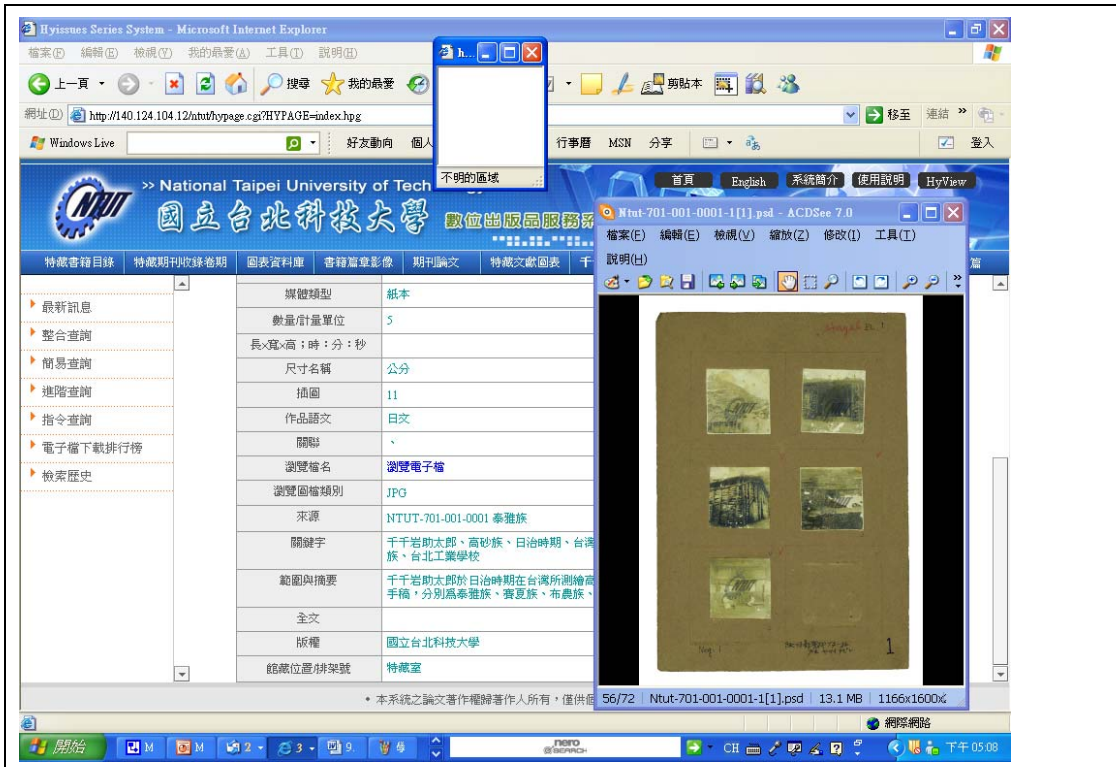 Hyissues Series System - Microsoft Internet Explorer
檔案(F) 編輯(E) 檢視(V) 我的最愛(A) 工具(T) 說明(H)
上一頁 搜尋 我的最愛 剪貼本
網址(D) http://140.124.104.12/ntut/hypage.cgi?HYPAGE=index.hpg 移至 連結 »
Windows Live 好友動向 個人 行事曆 MSN 分享 登入
h...
不明的區域
NTUT
>> National Taipei University of Tech
國立台北科技大學 數位出版品服務系
首頁 English 系統簡介 使用說明 HyView
特藏書籍目錄 特藏期刊收錄卷期 圖表資料庫 書籍篇章影像 期刊論文 特藏文獻圖表 千 篇
最新訊息
整合查詢
簡易查詢
進階查詢
指令查詢
電子檔下載排行榜
檢索歷史
媒體類型 紙本
數量/計量單位 5
長x寬x高；時：分：秒
尺寸名稱 公分
插圖 11
作品語文 日文
關聯 、
瀏覽檔名 瀏覽電子檔
瀏覽圖檔類別 JPG
來源 NTUT-701-001-0001 泰雅族
關鍵字 千千岩助太郎、高砂族、日治時期、台灣
族、台北工業學校
範圍與摘要 千千岩助太郎於日治時期在台灣所測繪高
手稿，分別為泰雅族、賽夏族、布農族、
全文
版權 國立台北科技大學
館藏位置/排架號 特藏室
• 本系統之論文著作權歸著作人所有，僅供個
Ntut-701-001-0001-1[1].psd - ACDSee 7.0
檔案(F) 編輯(E) 檢視(V) 縮放(Z) 修改(I) 工具(T)
說明(H)
Neg. 1
1
56/72 Ntut-701-001-0001-1[1].psd 13.1 MB 1166x1600x
網際網路
開始 M M 2 3 9. nero SEARCH CH 下午 05:08